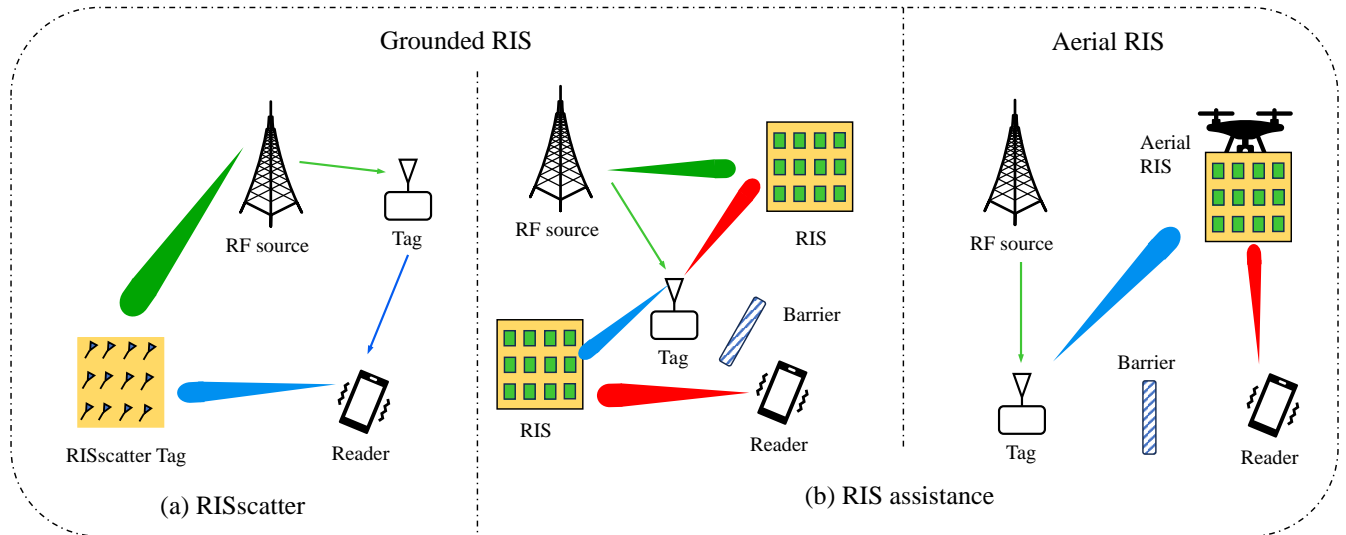 Grounded RIS
Aerial RIS
RF source
Tag
RISscatter Tag
Reader
(a) RISscatter
RF source
RIS
Barrier
Tag
RIS
Reader
Aerial
RIS
RF source
Barrier
Tag
Reader
(b) RIS assistance